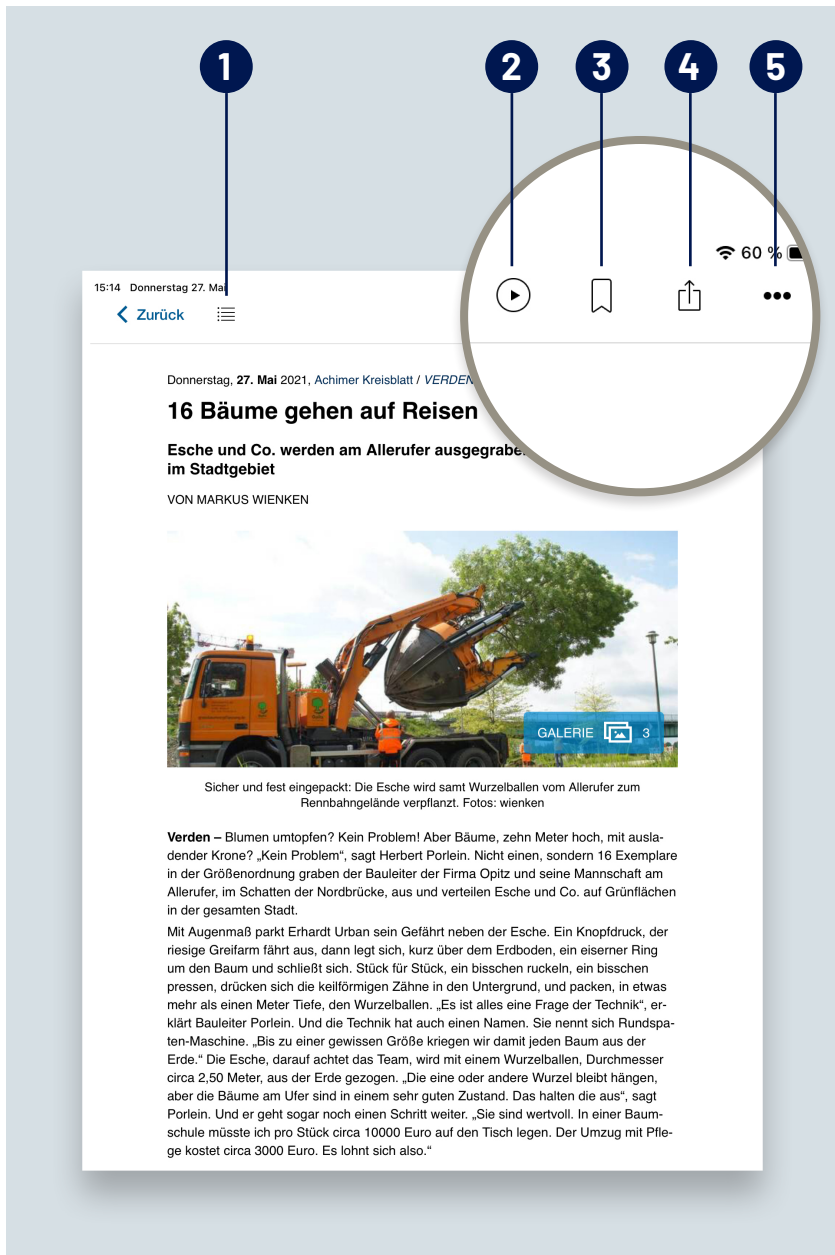 1
2
3
4
5
60 %
15:14 Donnerstag 27. Mai
Zurück
Donnerstag, 27. Mai 2021, Achimer Kreisblatt / VERDEN
16 Bäume gehen auf Reisen
Esche und Co. werden am Allerufer
im Stadtgebiet
VON MARKUS WIENKEN
GALERIE 3
Sicher und fest eingepackt: Die Esche wird samt Wurzelballen vom Allerufer zum
Rennbahngelände verpflanzt. Fotos: wienken
Verden – Blumen umtopfen? Kein Problem! Aber Bäume, zehn Meter hoch, mit ausla-
dender Krone? „Kein Problem“, sagt Herbert Porlein. Nicht einen, sondern 16 Exemplare
in der Größenordnung graben der Bauleiter der Firma Opitz und seine Mannschaft am
Allerufer, im Schatten der Nordbrücke, aus und verteilen Esche und Co. auf Grünflächen
in der gesamten Stadt.
Mit Augenmaß parkt Erhardt Urban sein Gefährt neben der Esche. Ein Knopfdruck, der
riesige Greifarm fährt aus, dann legt sich, kurz über dem Erdboden, ein eiserner Ring
um den Baum und schließt sich. Stück für Stück, ein bisschen ruckeln, ein bisschen
pressen, drücken sich die keilförmigen Zähne in den Untergrund, und packen, in etwas
mehr als einen Meter Tiefe, den Wurzelballen. „Es ist alles eine Frage der Technik“, er-
klärt Bauleiter Porlein. Und die Technik hat auch einen Namen. Sie nennt sich Rundspa-
ten-Maschine. „Bis zu einer gewissen Größe kriegen wir damit jeden Baum aus der
Erde.“ Die Esche, darauf achtet das Team, wird mit einem Wurzelballen, Durchmesser
circa 2,50 Meter, aus der Erde gezogen. „Die eine oder andere Wurzel bleibt hängen,
aber die Bäume am Ufer sind in einem sehr guten Zustand. Das halten die aus“, sagt
Porlein. Und er geht sogar noch einen Schritt weiter. „Sie sind wertvoll. In einer Baum-
schule müsste ich pro Stück circa 10000 Euro auf den Tisch legen. Der Umzug mit Pfle-
ge kostet circa 3000 Euro. Es lohnt sich also.“